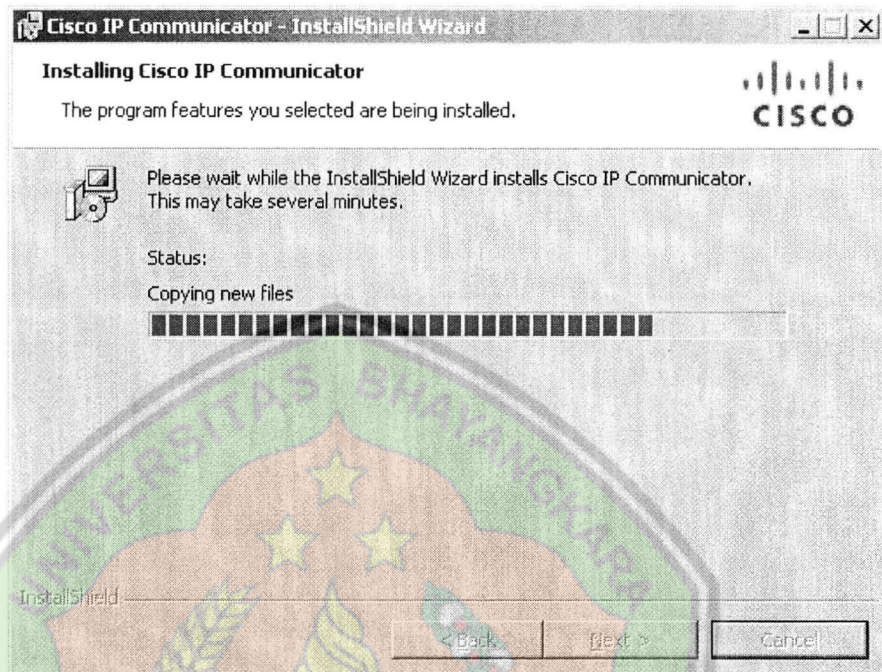 Cisco IP Communicator - InstallShield Wizard
Installing Cisco IP Communicator
The program features you selected are being installed.
CISCO
Please wait while the InstallShield Wizard installs Cisco IP Communicator.
This may take several minutes.
Status:
Copying new files
UNIVERSITAS BHAYANGKARA
InstallShield
< Back
Next >
Cancel